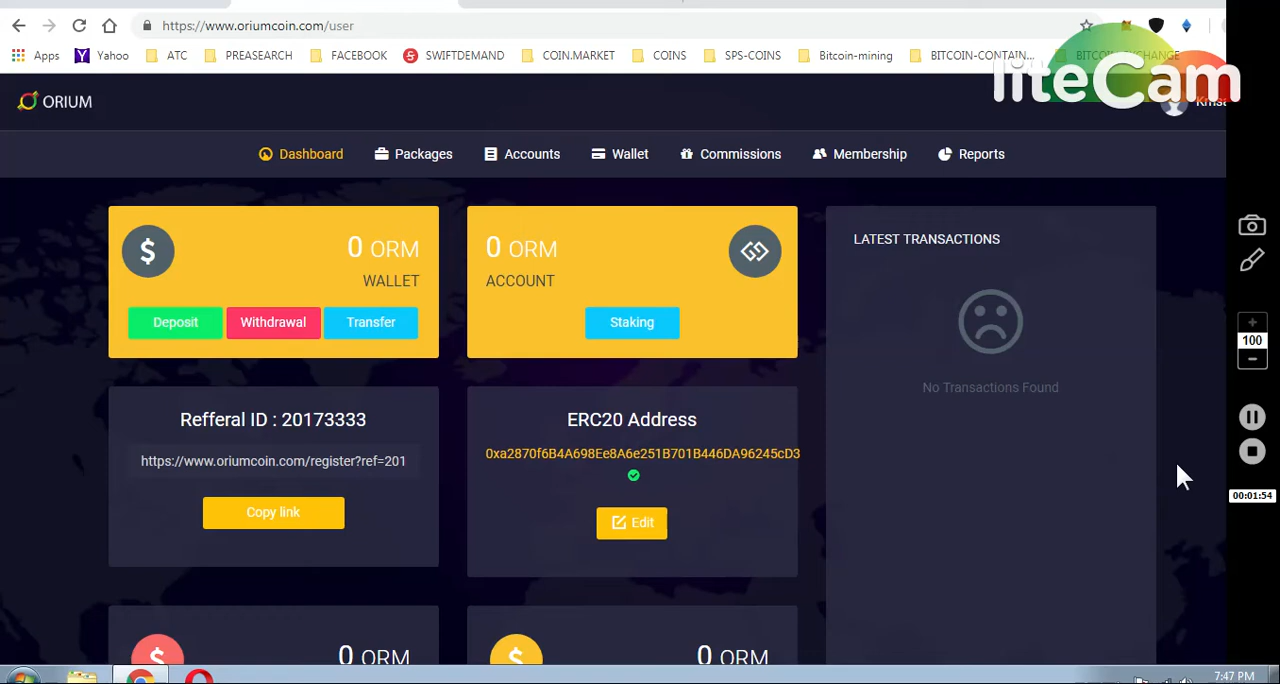 https://www.oriumcoin.com/user
Apps Yahoo ATC PREASEARCH FACEBOOK SWIFTDEMAND COIN.MARKET COINS SPS-COINS Bitcoin-mining BITCOIN-CONTAIN... BITCOIN-EXCHANGE
liteCam
ORIUM
Dashboard Packages Accounts Wallet Commissions Membership Reports
0 ORM
WALLET
Deposit Withdrawal Transfer
0 ORM
ACCOUNT
Staking
LATEST TRANSACTIONS
No Transactions Found
Refferal ID : 20173333
https://www.oriumcoin.com/register?ref=201
Copy link
ERC20 Address
0xa2870f6B4A698Ee8A6e251B701B446DA96245cD3
Edit
0 ORM
0 ORM
100
00:01:54
7:47 PM